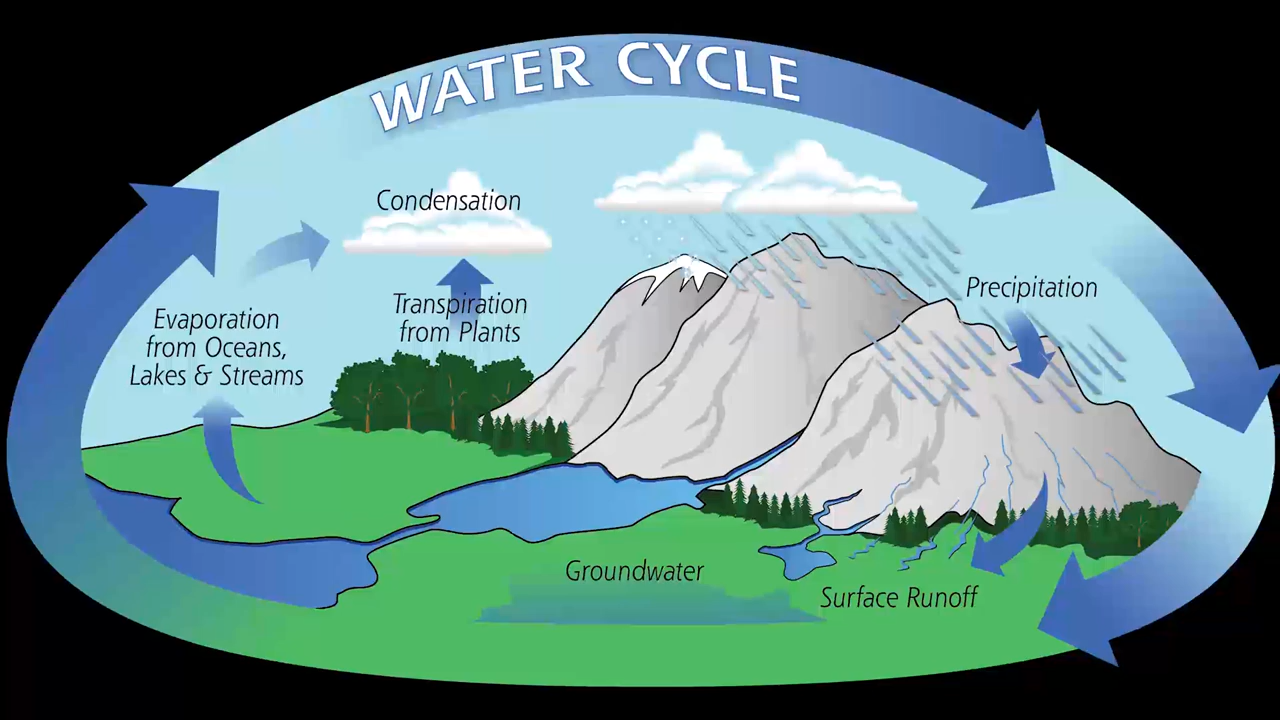 WATER CYCLE
Condensation
Precipitation
Transpiration
from Plants
Evaporation
from Oceans,
Lakes & Streams
Groundwater
Surface Runoff